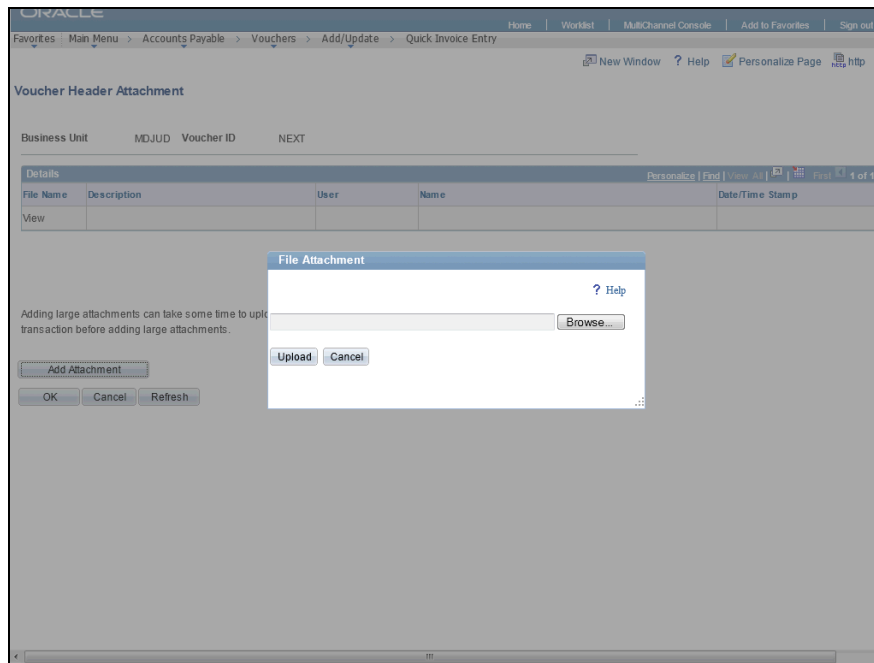 ORACLE
Home | Worklist | MultiChannel Console | Add to Favorites | Sign out
Favorites | Main Menu > Accounts Payable > Vouchers > Add/Update > Quick Invoice Entry
New Window ? Help Personalize Page http
Voucher Header Attachment
Business Unit MDJUD Voucher ID NEXT
Details Personalize | Find | View All | | First 1 of 1
File Name Description User Name Date/Time Stamp
View
File Attachment
? Help
Adding large attachments can take some time to uplo
transaction before adding large attachments.
Browse...
Upload Cancel
Add Attachment
OK Cancel Refresh